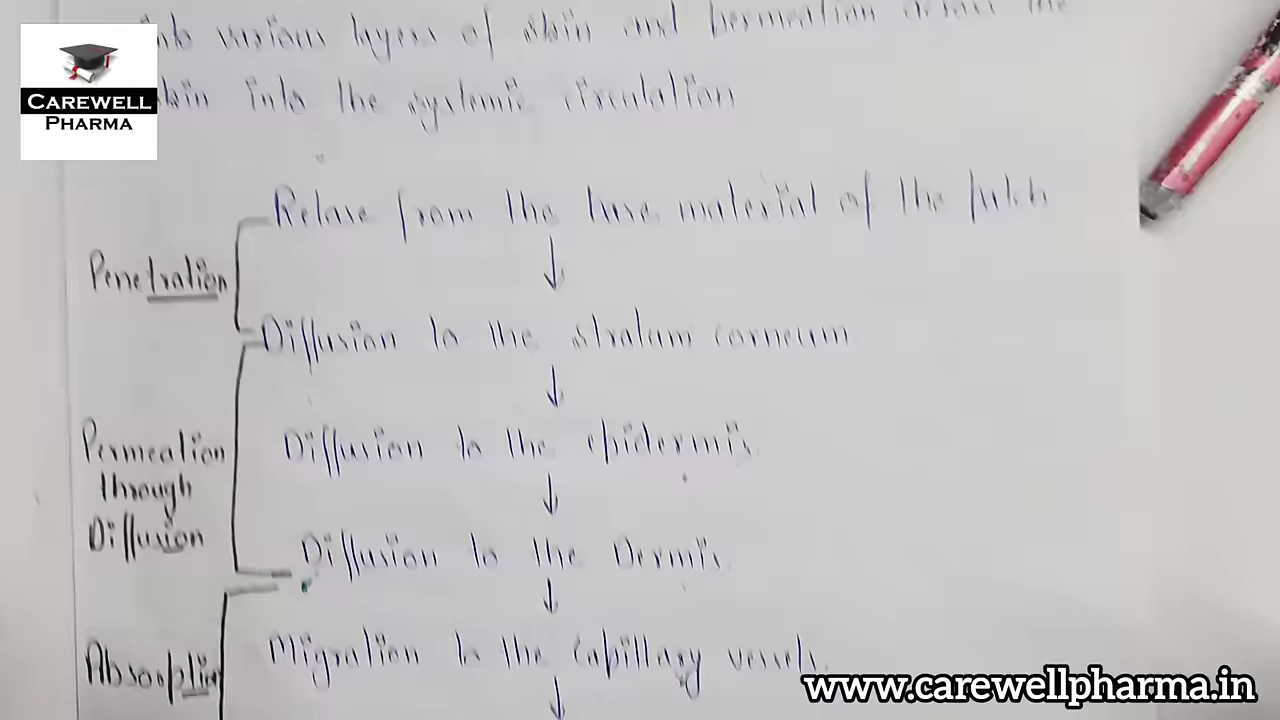 into various layers of skin and permeation across the
skin into the systemic circulation
CAREWELL
PHARMA
Relase from the base material of the patch
Penetration
Diffusion to the stratum corneum
Permeation
through
Diffusion
Diffusion to the epidermis.
Diffusion to the Dermis.
Absorption
Migration to the capillary vessels.
www.carewellpharma.in